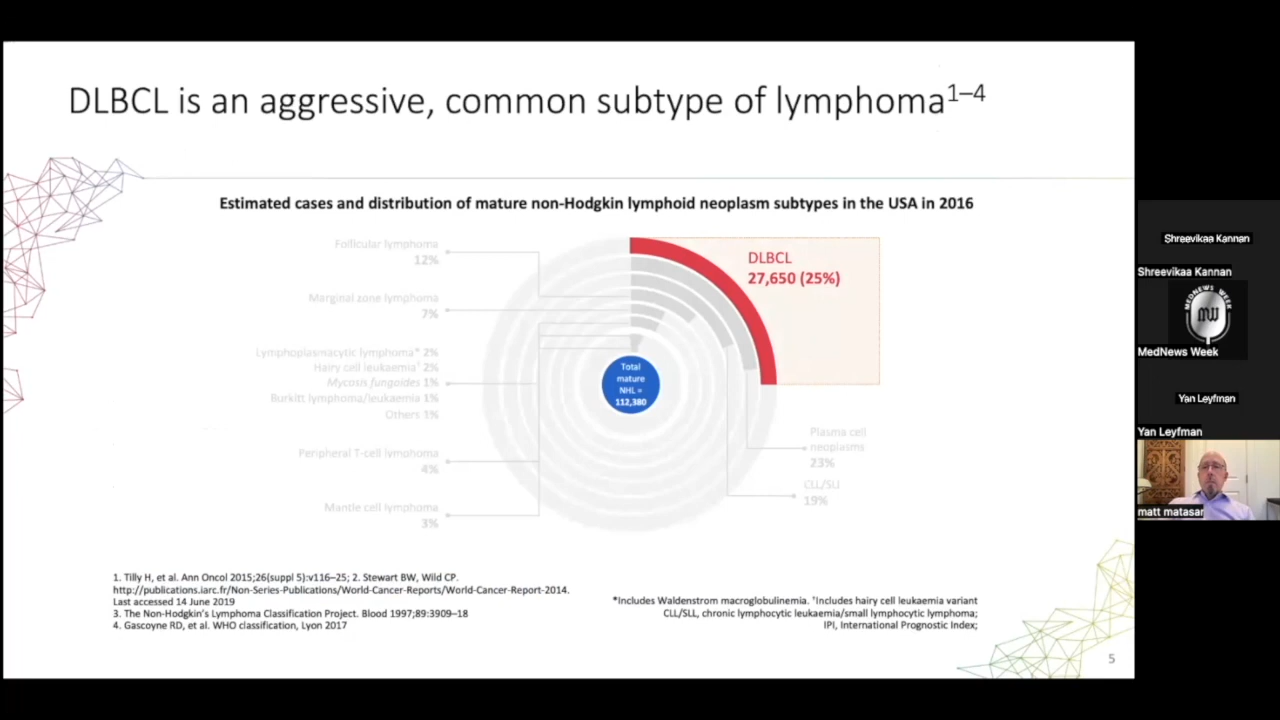 DLBCL is an aggressive, common subtype of lymphoma1–4
Estimated cases and distribution of mature non-Hodgkin lymphoid neoplasm subtypes in the USA in 2016
Follicular lymphoma
12%
Marginal zone lymphoma
7%
Lymphoplasmacytic lymphoma* 2%
Hairy cell leukaemia† 2%
Mycosis fungoides 1%
Burkitt lymphoma/leukaemia 1%
Others 1%
Peripheral T-cell lymphoma
4%
Mantle cell lymphoma
3%
Total
mature
NHL =
112,380
DLBCL
27,650 (25%)
Plasma cell
neoplasms
23%
CLL/SLL
19%
1. Tilly H, et al. Ann Oncol 2015;26(suppl 5):v116–25; 2. Stewart BW, Wild CP.
http://publications.iarc.fr/Non-Series-Publications/World-Cancer-Reports/World-Cancer-Report-2014.
Last accessed 14 June 2019
3. The Non-Hodgkin's Lymphoma Classification Project. Blood 1997;89:3909–18
4. Gascoyne RD, et al. WHO classification, Lyon 2017
*Includes Waldenstrom macroglobulinemia. †Includes hairy cell leukaemia variant
CLL/SLL, chronic lymphocytic leukaemia/small lymphocytic lymphoma;
IPI, International Prognostic Index;
5
Shreevikaa Kannan
Shreevikaa Kannan
MEDNEWS WEEK
MW
MedNews Week
Yan Leyfman
Yan Leyfman
matt matasar